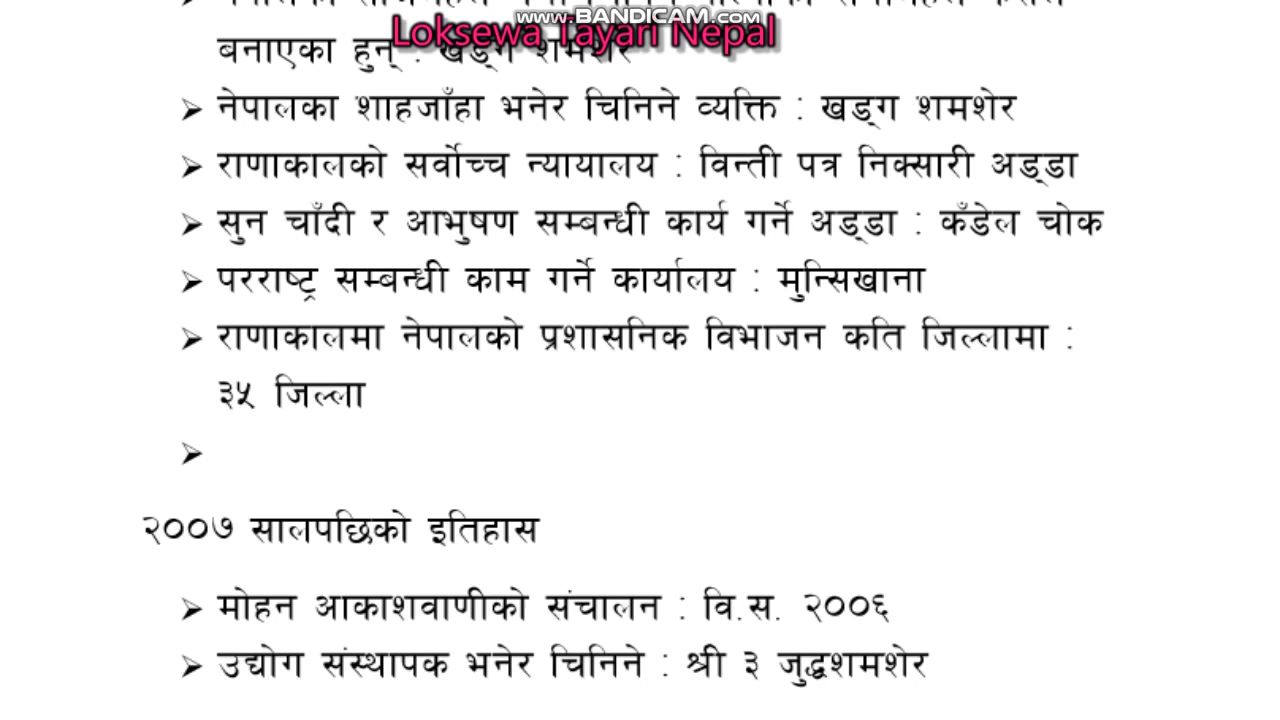 www.BANDICAM.com
Loksewa Tayari Nepal
बनाएका हुन् : खड्ग शमशेर
➢ नेपालका शाहजाँहा भनेर चिनिने व्यक्ति : खड्ग शमशेर
➢ राणाकालको सर्वोच्च न्यायालय : विन्ती पत्र निक्सारी अड्डा
➢ सुन चाँदी र आभुषण सम्बन्धी कार्य गर्ने अड्डा : कँडेल चोक
➢ परराष्ट्र सम्बन्धी काम गर्ने कार्यालय : मुन्सिखाना
➢ राणाकालमा नेपालको प्रशासनिक विभाजन कति जिल्लामा :
३५ जिल्ला
➢
२००७ सालपछिको इतिहास
➢ मोहन आकाशवाणीको संचालन : वि.स. २००६
➢ उद्योग संस्थापक भनेर चिनिने : श्री ३ जुद्धशमशेर